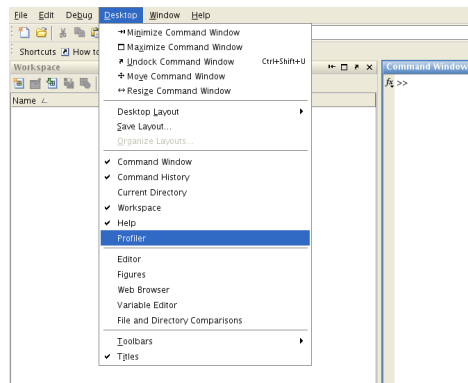 File Edit Debug Desktop Window Help
Minimize Command Window
Maximize Command Window
Undock Command Window Ctrl+Shift+U
Move Command Window
Resize Command Window
Shortcuts How to
Workspace
Name
Desktop Layout
Save Layout...
Organize Layouts...
Command Window
Command History
Current Directory
Workspace
Help
Profiler
Editor
Figures
Web Browser
Variable Editor
File and Directory Comparisons
Toolbars
Titles
Command Window
fx >>